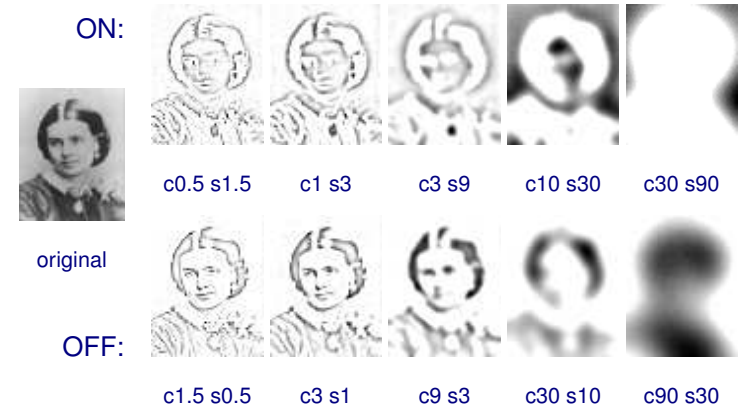 ON:
c0.5 s1.5 c1 s3 c3 s9 c10 s30 c30 s90
original
OFF:
c1.5 s0.5 c3 s1 c9 s3 c30 s10 c90 s30